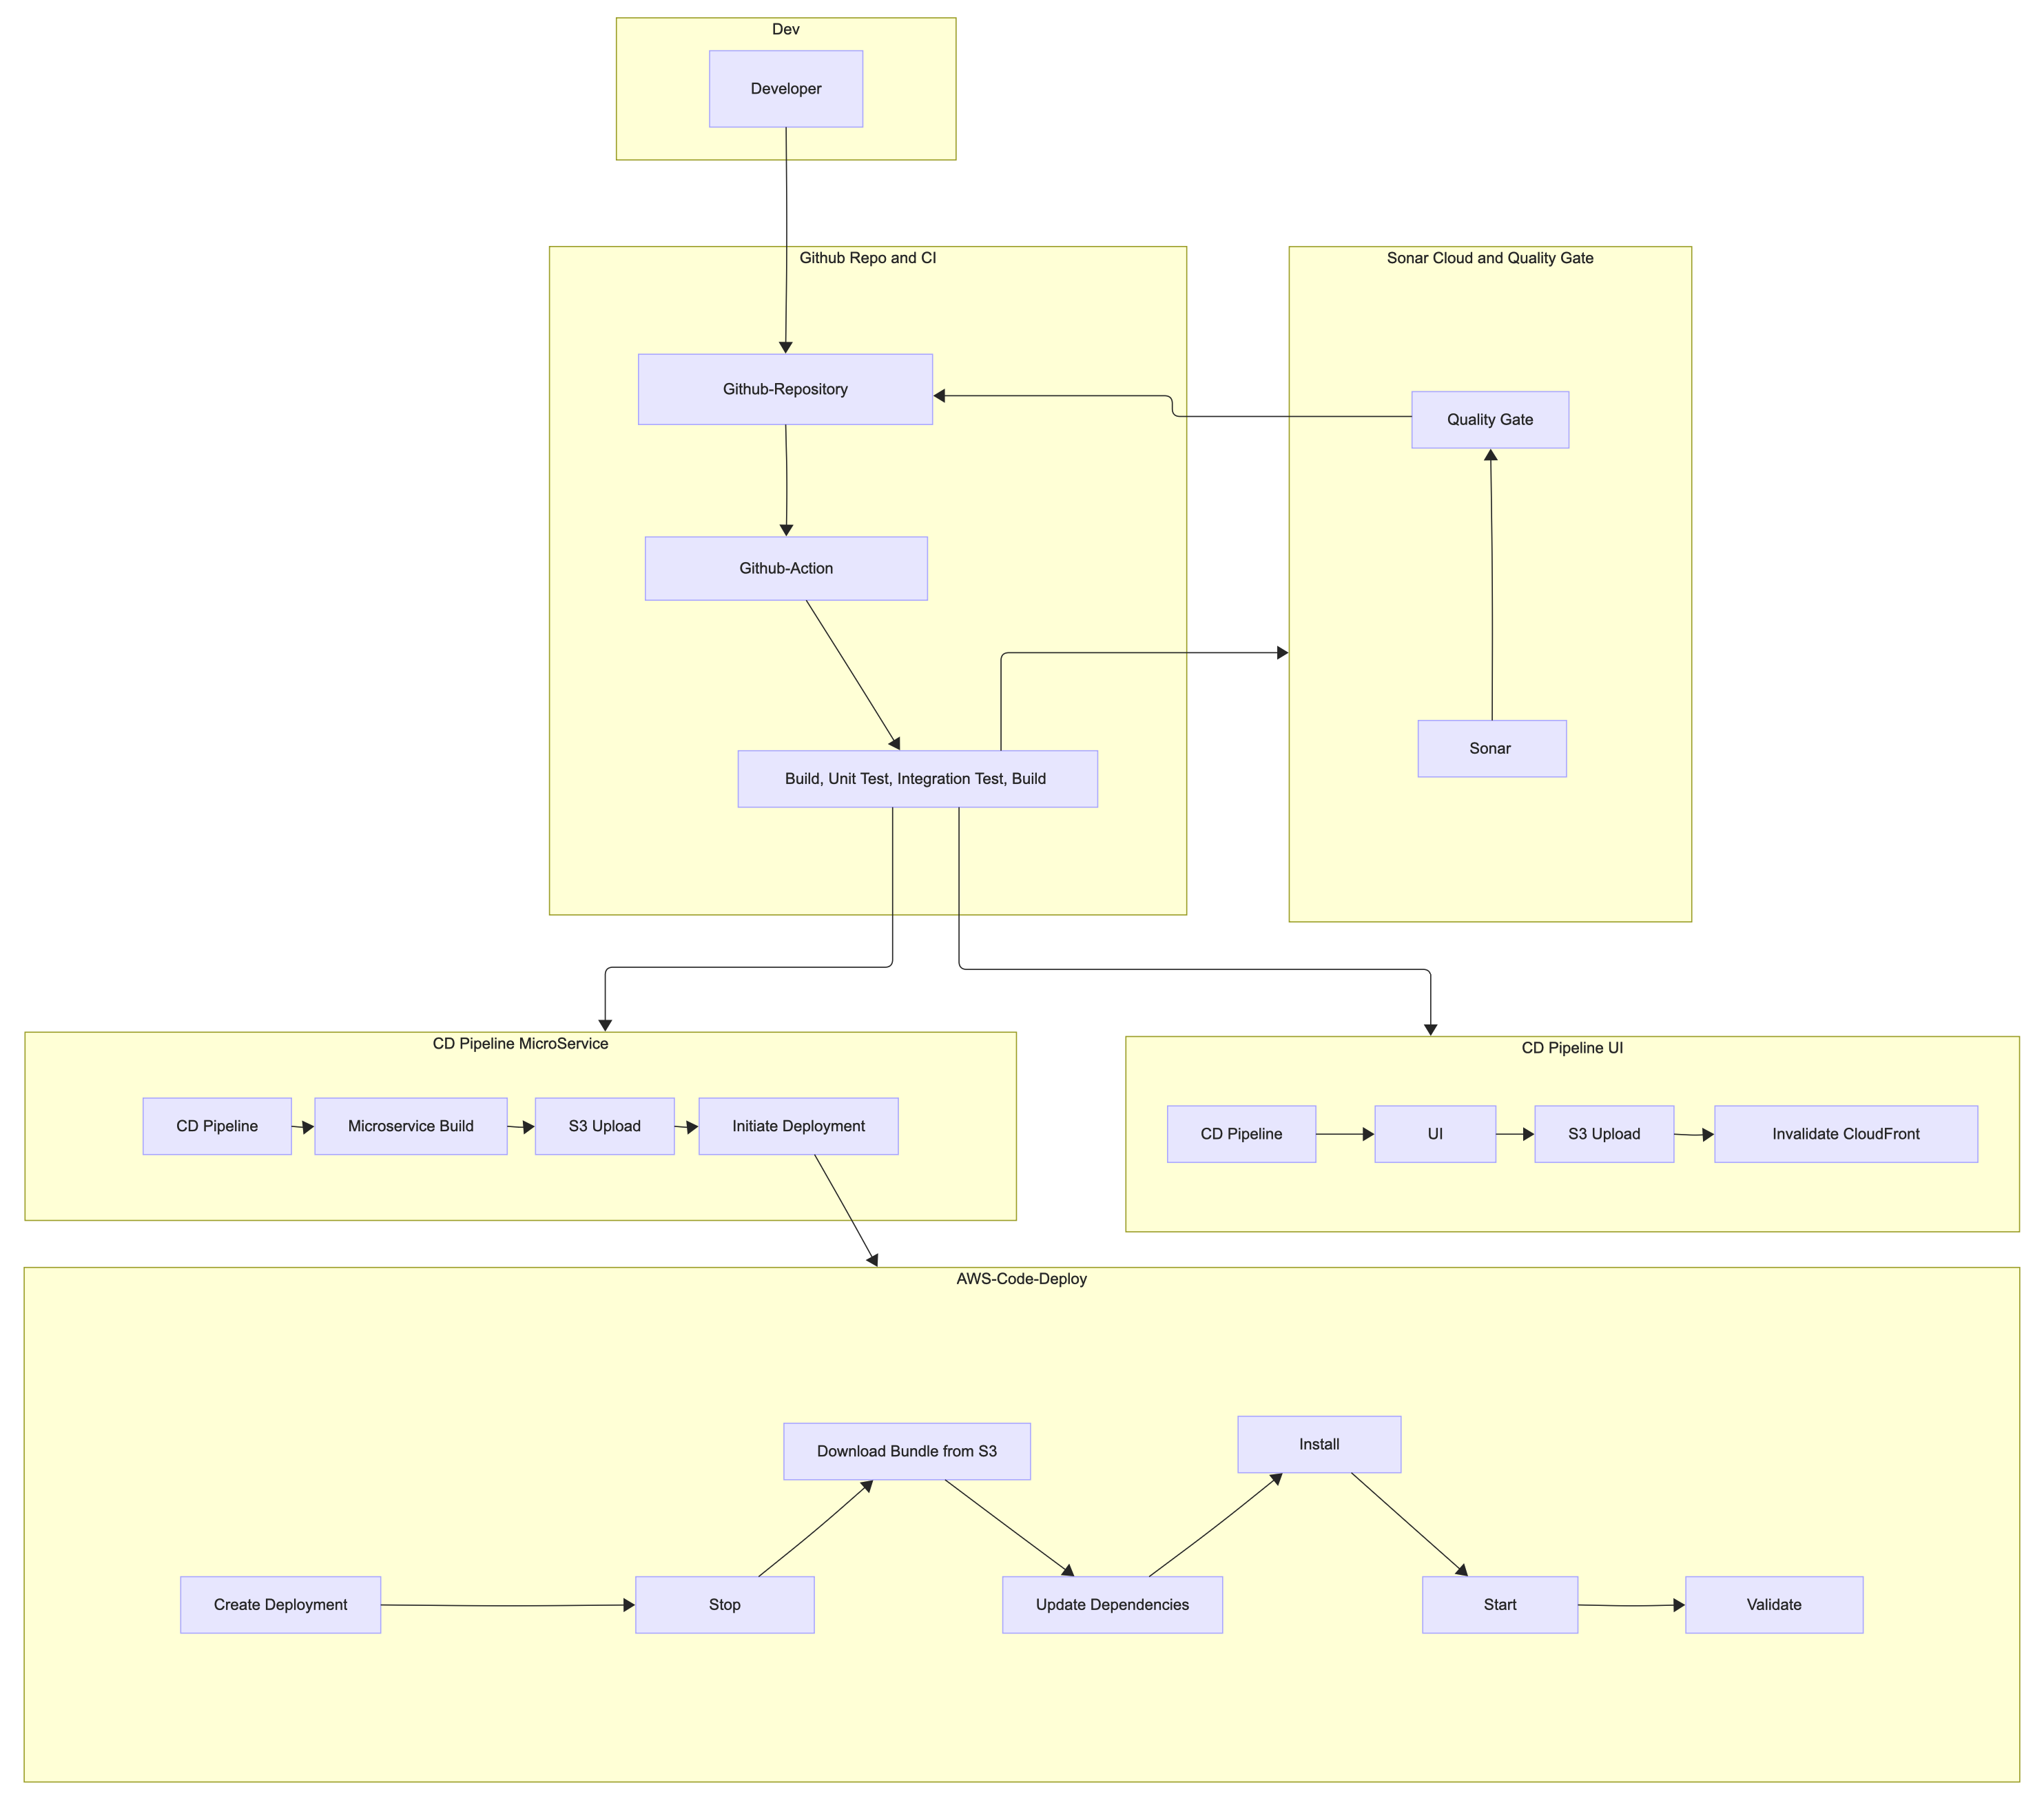 Dev
Developer
Github Repo and CI
Github-Repository
Github-Action
Build, Unit Test, Integration Test, Build
Sonar Cloud and Quality Gate
Quality Gate
Sonar
CD Pipeline MicroService
CD Pipeline
Microservice Build
S3 Upload
Initiate Deployment
CD Pipeline UI
CD Pipeline
UI
S3 Upload
Invalidate CloudFront
AWS-Code-Deploy
Create Deployment
Stop
Download Bundle from S3
Update Dependencies
Install
Start
Validate